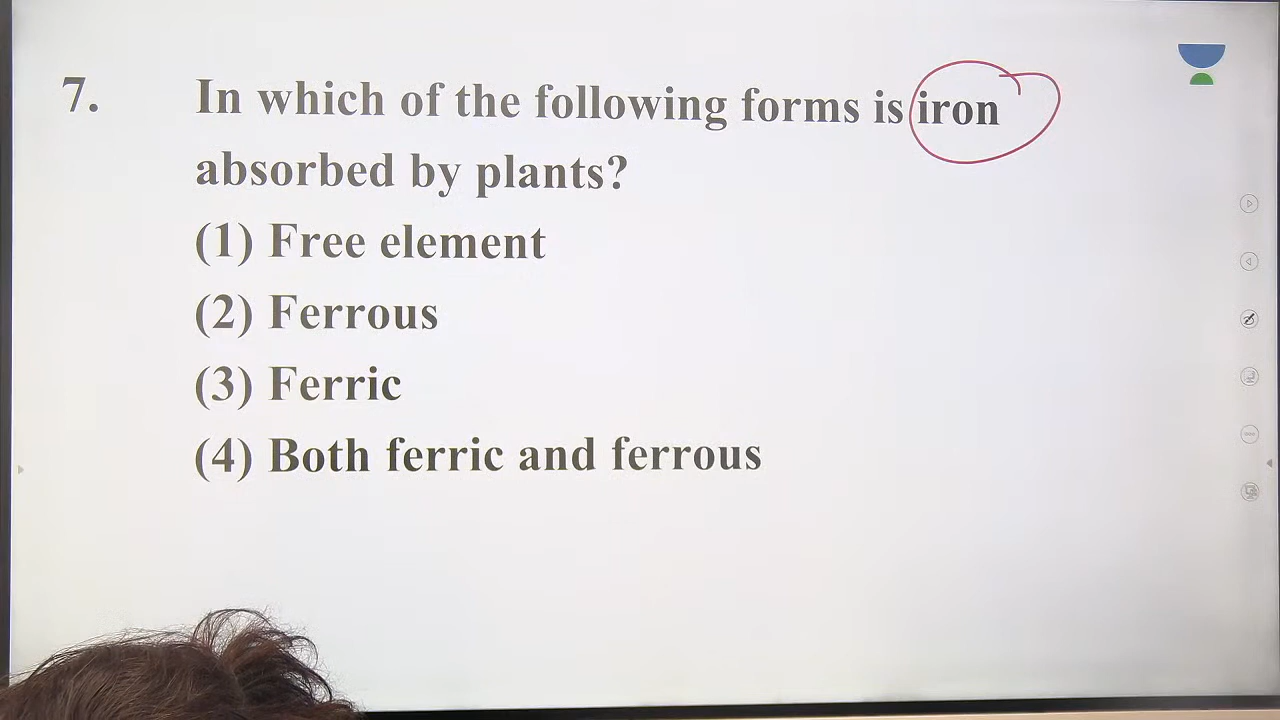 7. In which of the following forms is iron
absorbed by plants?
(1) Free element
(2) Ferrous
(3) Ferric
(4) Both ferric and ferrous